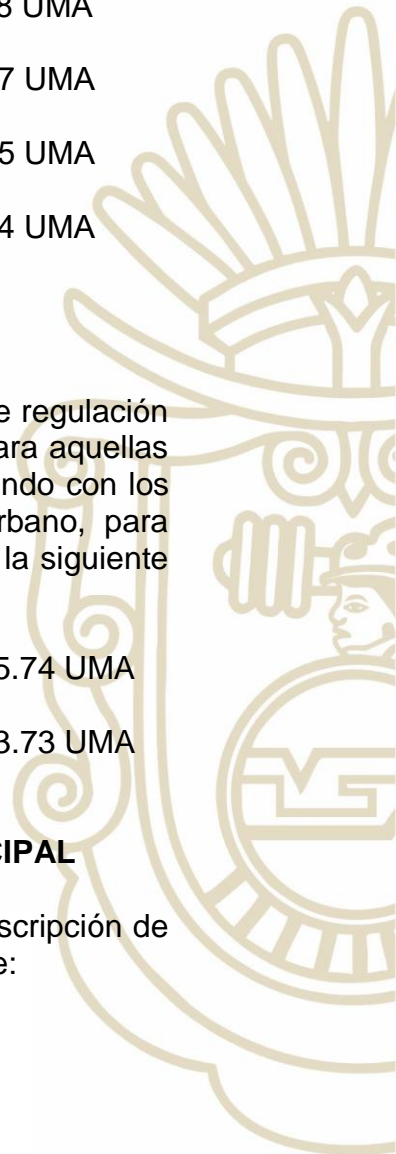 8 UMA
7 UMA
5 UMA
4 UMA
e regulación
ara aquellas
ndo con los
rbano, para
la siguiente
5.74 UMA
3.73 UMA
CIPAL
scripción de
e: